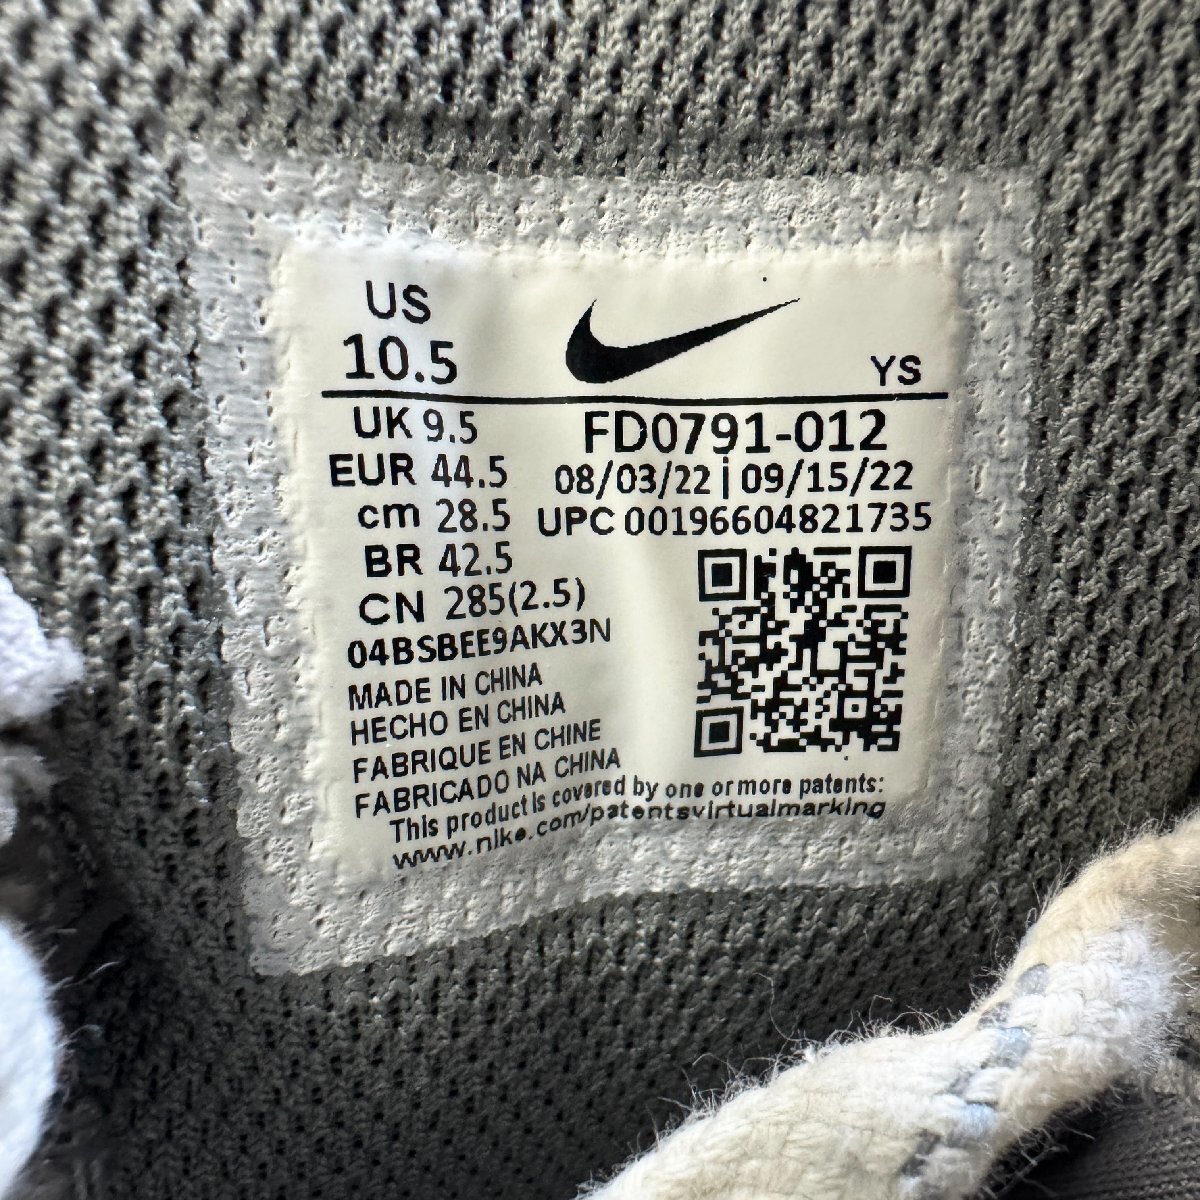 US
10.5
YS
UK 9.5
EUR 44.5
cm 28.5
BR 42.5
CN 285(2.5)
FD0791-012
08/03/22 | 09/15/22
UPC 00196604821735
04BSBEE9AKX3N
MADE IN CHINA
HECHO EN CHINA
FABRIQUE EN CHINE
FABRICADO NA CHINA
This product is covered by one or more patents:
www.nike.com/patentsvirtualmarking